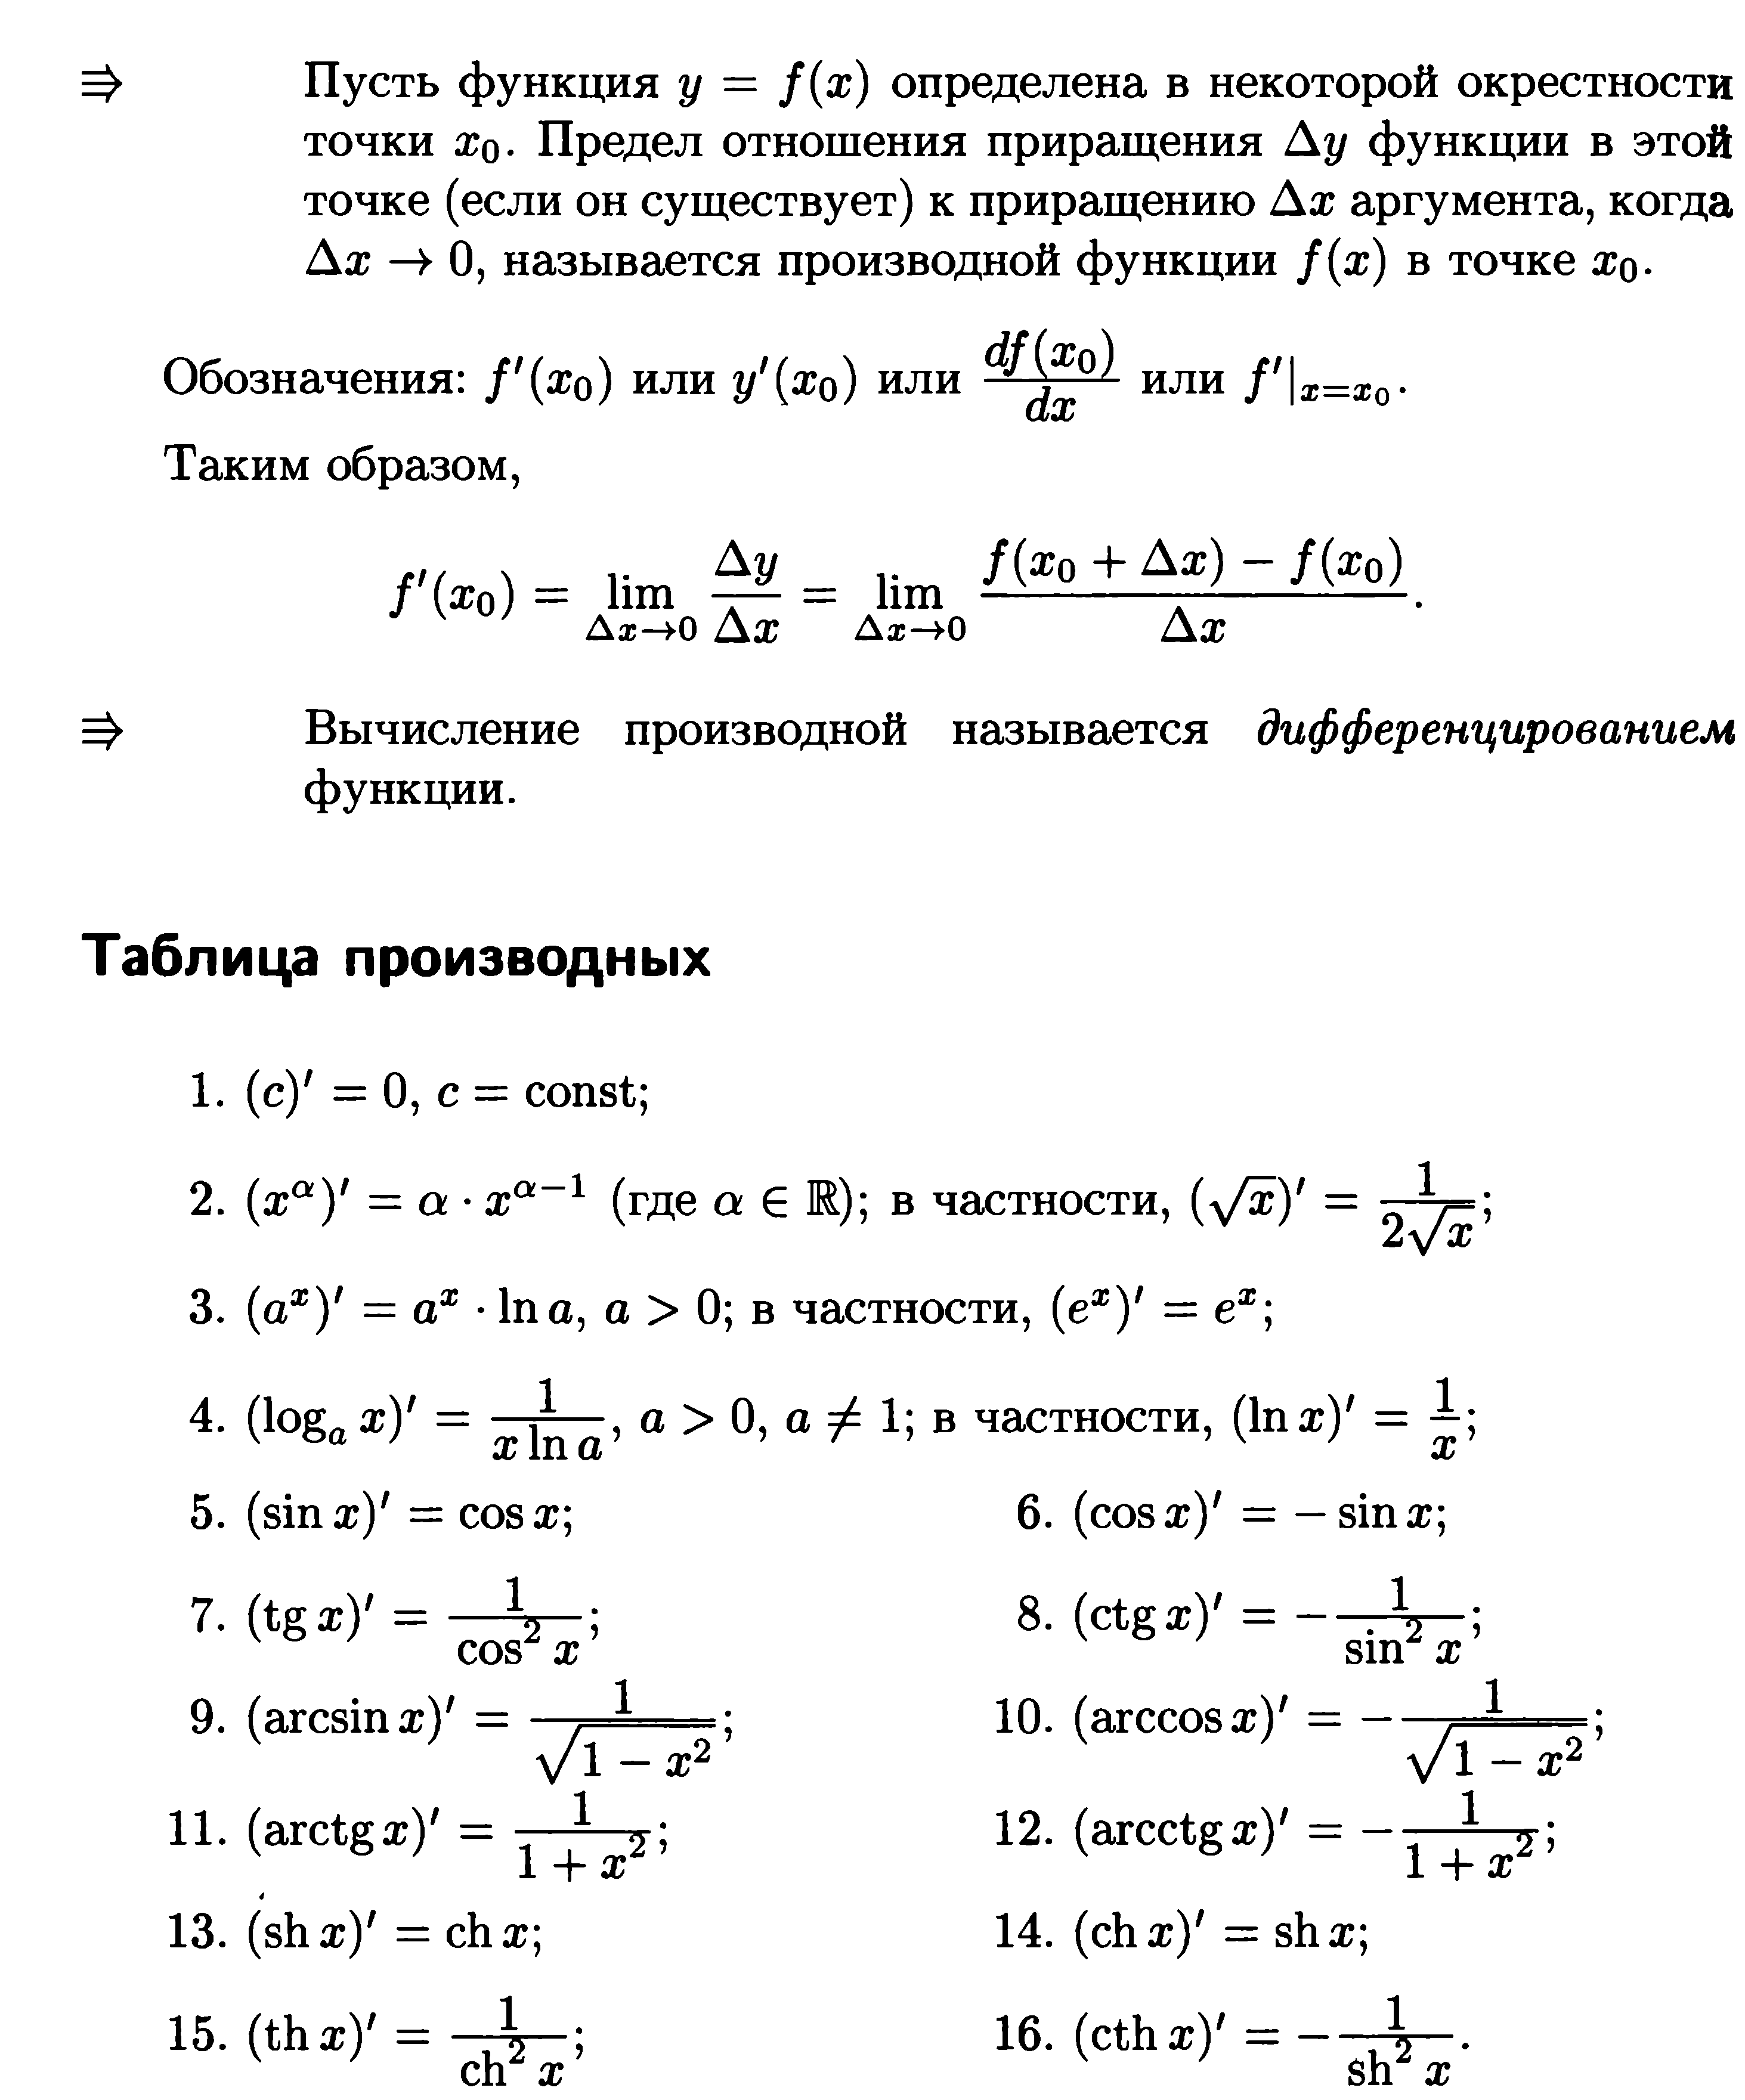 ⇛ Пусть функция y = f(x) определена в некоторой окрестности
точки x₀. Предел отношения приращения Δy функции в этой
точке (если он существует) к приращению Δx аргумента, когда
Δx → 0, называется производной функции f(x) в точке x₀.
Обозначения: f′(x₀) или y′(x₀) или df(x₀)/dx или f′|ₓ₌ₓ₀.
Таким образом,
f′(x₀) = lim_{Δx→0} Δy/Δx = lim_{Δx→0} (f(x₀ + Δx) − f(x₀))/Δx.
⇛ Вычисление производной называется дифференцированием
функции.
Таблица производных
1. (c)′ = 0, c = const;
2. (x^α)′ = α · x^{α−1} (где α ∈ ℝ); в частности, (√x)′ = 1/(2√x);
3. (a^x)′ = a^x · ln a, a > 0; в частности, (e^x)′ = e^x;
4. (log_a x)′ = 1/(x ln a), a > 0, a ≠ 1; в частности, (ln x)′ = 1/x;
5. (sin x)′ = cos x; 6. (cos x)′ = − sin x;
7. (tg x)′ = 1/cos² x; 8. (ctg x)′ = −1/sin² x;
9. (arcsin x)′ = 1/√(1 − x²); 10. (arccos x)′ = −1/√(1 − x²);
11. (arctg x)′ = 1/(1 + x²); 12. (arcctg x)′ = −1/(1 + x²);
13. (sh x)′ = ch x; 14. (ch x)′ = sh x;
15. (th x)′ = 1/ch² x; 16. (cth x)′ = −1/sh² x.